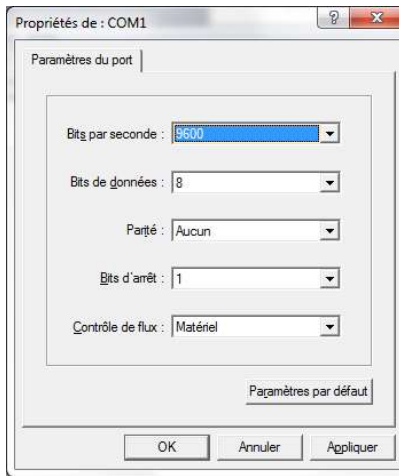 Propriétés de : COM1
Paramètres du port
Bits par seconde : 9600
Bits de données : 8
Parité : Aucun
Bits d'arrêt : 1
Contrôle de flux : Matériel
Paramètres par défaut
OK Annuler Appliquer